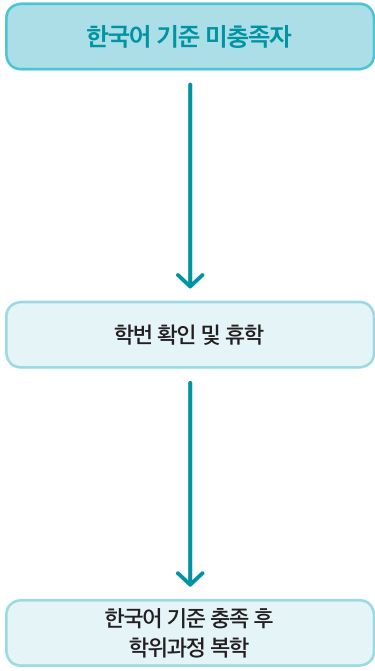 한국어 기준 미충족자
학번 확인 및 휴학
한국어 기준 충족 후
학위과정 복학